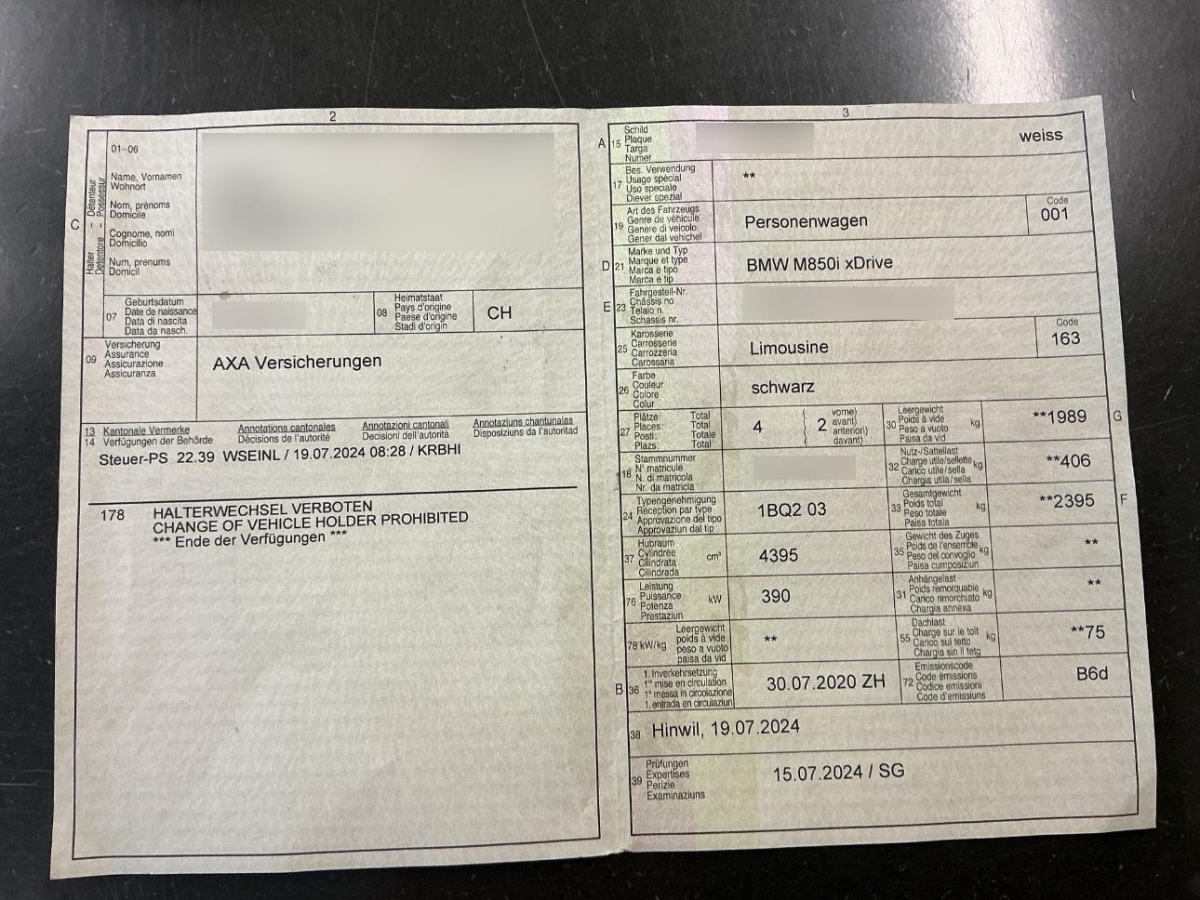 2
01-06
Name, Vornamen
Wohnort
Nom, prénoms
Domicile
Cognome, nomi
Domicilio
Num, prenums
Domicil
C
Halter - Détenteur
Detentore - Possessur
07
Geburtsdatum
Date de naissance
Data di nascita
Data da nasch.
08
Heimatstaat
Pays d'origine
Paese d'origine
Stadi d'origin
CH
09
Versicherung
Assurance
Assicurazione
Assicuranza
AXA Versicherungen
13 Kantonale Vermerke Annotations cantonales Annotazioni cantonali Annotaziuns chantunales
14 Verfügungen der Behörde Décisions de l'autorité Decisioni dell'autorità Disposiziuns da l'autoritad
Steuer-PS 22.39 WSEINL / 19.07.2024 08:28 / KRBHI
178 HALTERWECHSEL VERBOTEN
CHANGE OF VEHICLE HOLDER PROHIBITED
*** Ende der Verfügungen ***
3
A 15
Schild
Plaque
Targa
Numer
weiss
17
Bes. Verwendung
Usage spécial
Uso speciale
Diever spezial
**
19
Art des Fahrzeugs
Genre de véhicule
Genere di veicolo
Gener dal vehichel
Personenwagen
Code
001
D 21
Marke und Typ
Marque et type
Marca e tipo
Marca e tip
BMW M850i xDrive
E 23
Fahrgestell-Nr.
Châssis no
Telaio n.
Schassis nr.
25
Karosserie
Carrosserie
Carrozzeria
Carossaria
Limousine
Code
163
26
Farbe
Couleur
Colore
Colur
schwarz
27
Plätze Total
Places: Total
Posti: Totale
Plazs: Total
4
( 2 vorne)
avant)
anteriori)
davant)
30
Leergewicht
Poids à vide
Peso a vuoto
Paisa da vid
kg
**1989
G
18
Stammnummer
N° matricule
N. di matricola
Nr. da matricla
32
Nutz-/Sattellast
Charge utile/sellette
Carico utile/sella
Chargia utila/sella
kg
**406
24
Typengenehmigung
Réception par type
Approvazione del tipo
Approvaziun dal tip
1BQ2 03
33
Gesamtgewicht
Poids total
Peso totale
Paisa totala
kg
**2395
F
37
Hubraum
Cylindrée
Cilindrata
Cilindrada
cm³
4395
35
Gewicht des Zuges
Poids de l'ensemble
Peso del convoglio
Paisa cumposiziun
kg
**
76
Leistung
Puissance
Potenza
Prestaziun
kW
390
31
Anhängelast
Poids remorquable
Carico rimorchiato
Chargia annexa
kg
**
78 kW/kg
Leergewicht
poids à vide
peso a vuoto
paisa da vid
**
55
Dachlast
Charge sur le toit
Carico sul tetto
Chargia sin il tetg
kg
**75
B 36
1. Inverkehrsetzung
1re mise en circulation
1a messa in circolazione
1. entrada en circulaziun
30.07.2020 ZH
72
Emissionscode
Code émissions
Codice emissioni
Code d'emissiuns
B6d
38 Hinwil, 19.07.2024
39
Prüfungen
Expertises
Perizie
Examinaziuns
15.07.2024 / SG